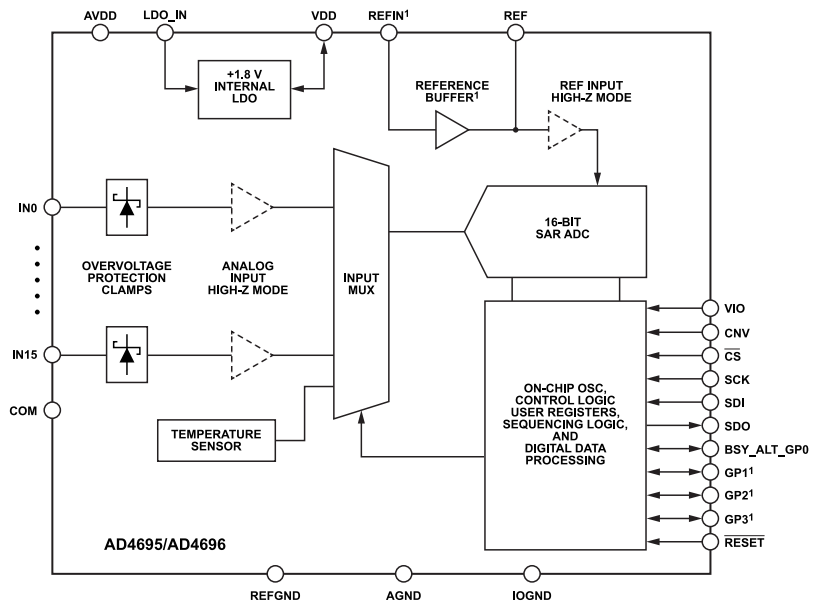 AVDD
LDO_IN
VDD
REFIN1
REF
+1.8 V
INTERNAL
LDO
REFERENCE
BUFFER1
REF INPUT
HIGH-Z MODE
IN0
OVERVOLTAGE
PROTECTION
CLAMPS
ANALOG
INPUT
HIGH-Z MODE
INPUT
MUX
16-BIT
SAR ADC
IN15
COM
TEMPERATURE
SENSOR
ON-CHIP OSC,
CONTROL LOGIC
USER REGISTERS,
SEQUENCING LOGIC,
AND
DIGITAL DATA
PROCESSING
VIO
CNV
CS
SCK
SDI
SDO
BSY_ALT_GP0
GP11
GP21
GP31
RESET
AD4695/AD4696
REFGND
AGND
IOGND